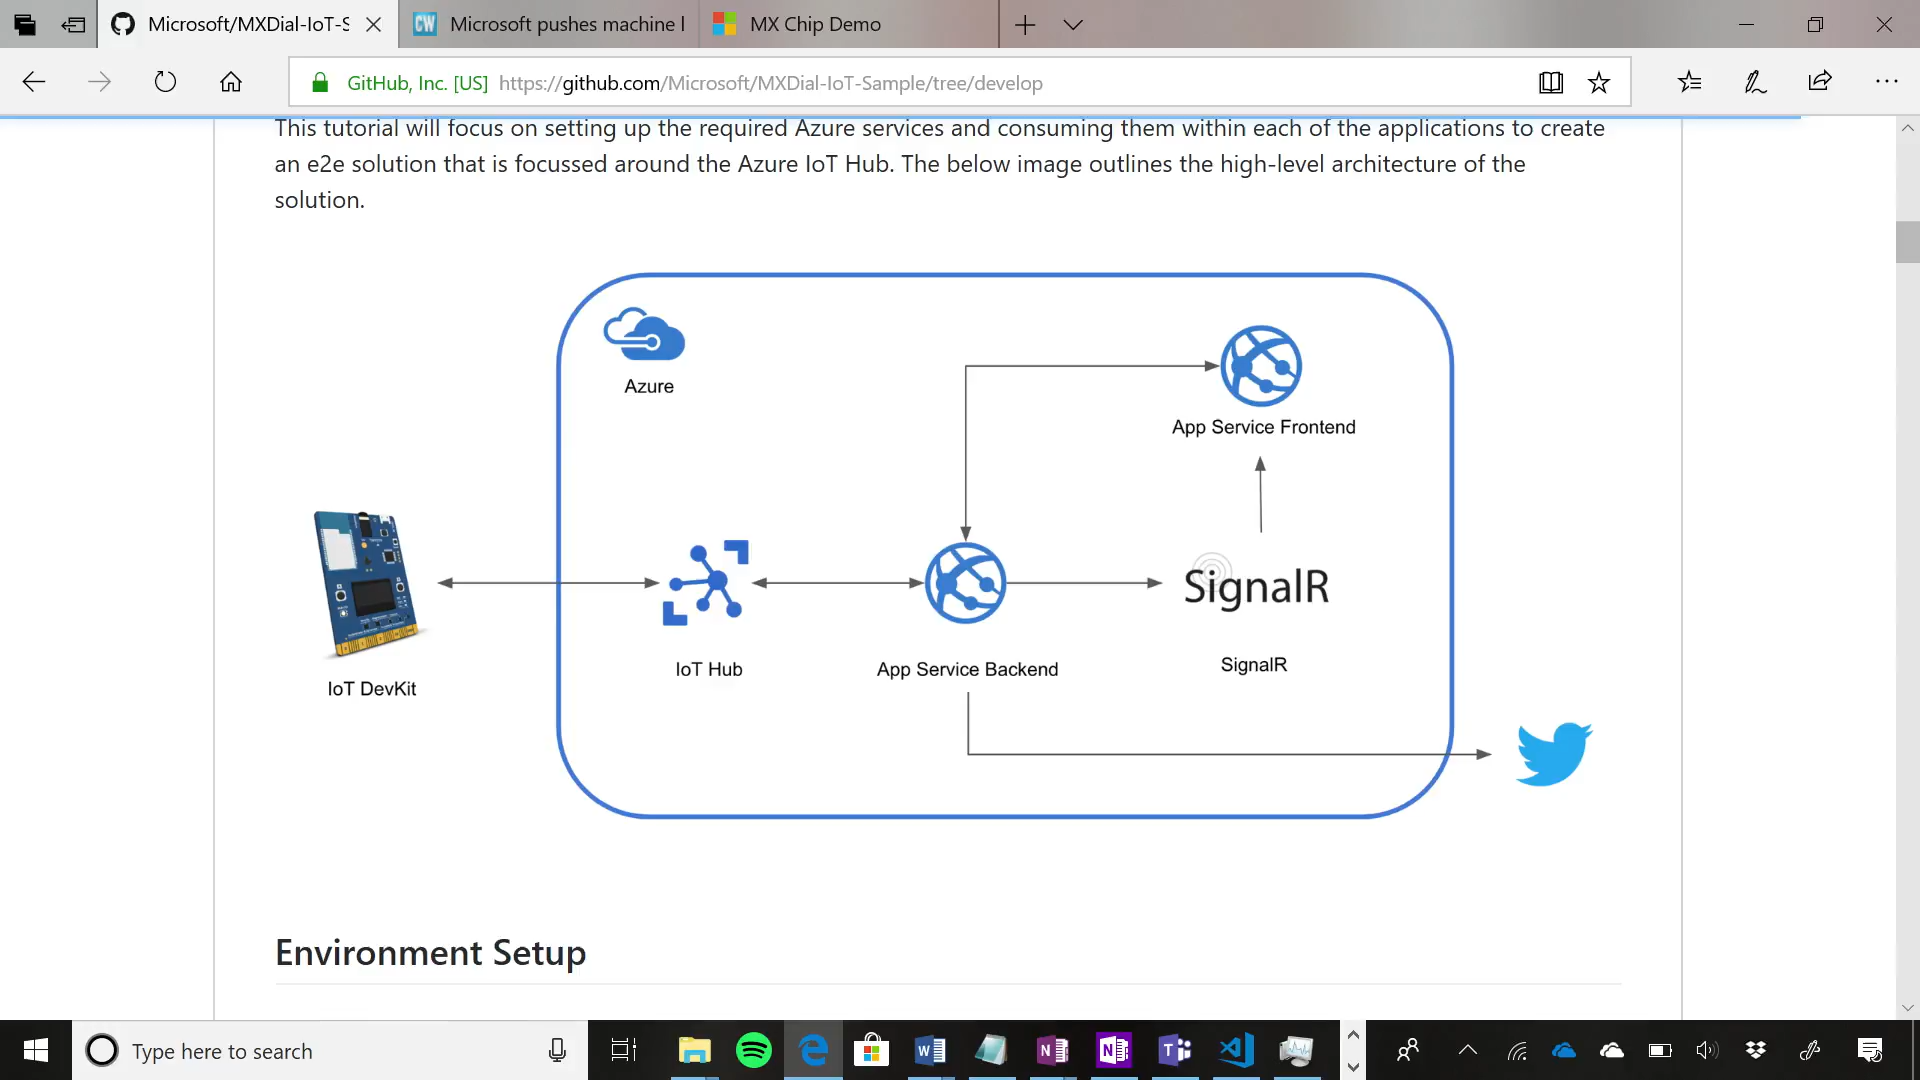 Microsoft/MXDial-IoT-S
Microsoft pushes machine l
MX Chip Demo
GitHub, Inc. [US] https://github.com/Microsoft/MXDial-IoT-Sample/tree/develop
This tutorial will focus on setting up the required Azure services and consuming them within each of the applications to create
an e2e solution that is focussed around the Azure IoT Hub. The below image outlines the high-level architecture of the
solution.
Azure
App Service Frontend
SignalR
IoT DevKit
IoT Hub
App Service Backend
SignalR
Environment Setup
Type here to search